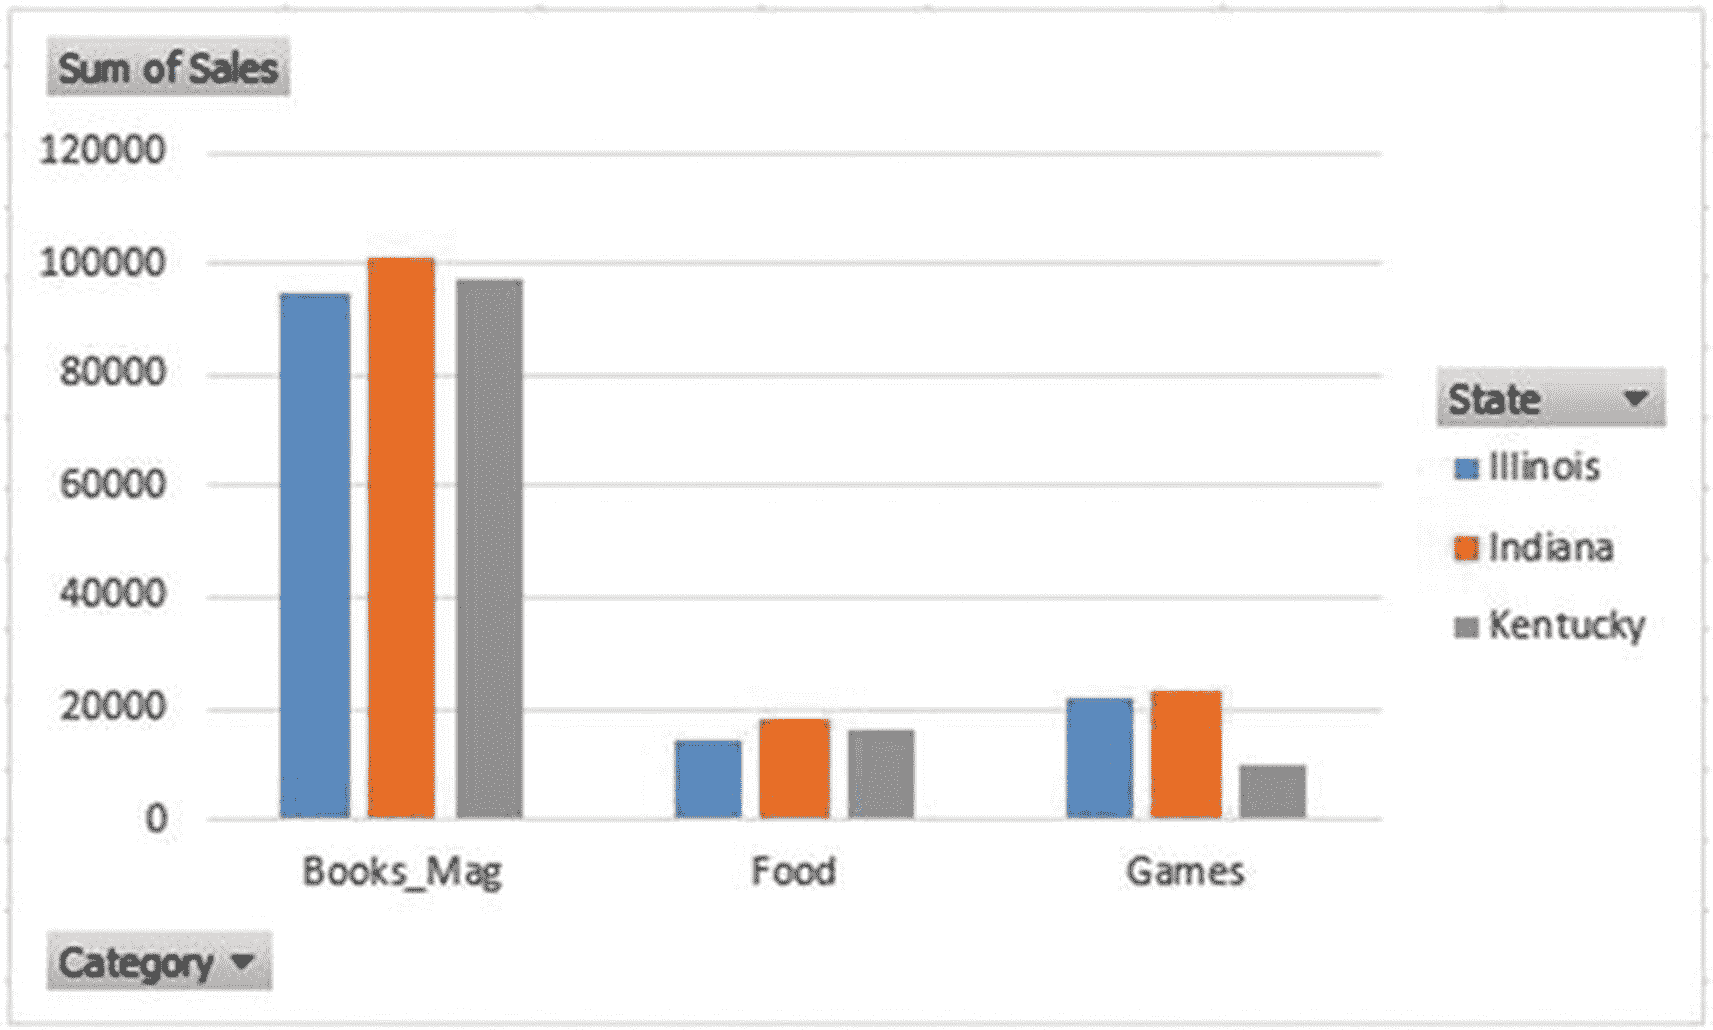 Sum of Sales
120000
100000
80000
60000
40000
20000
0
Books_Mag
Food
Games
Category
State
Illinois
Indiana
Kentucky